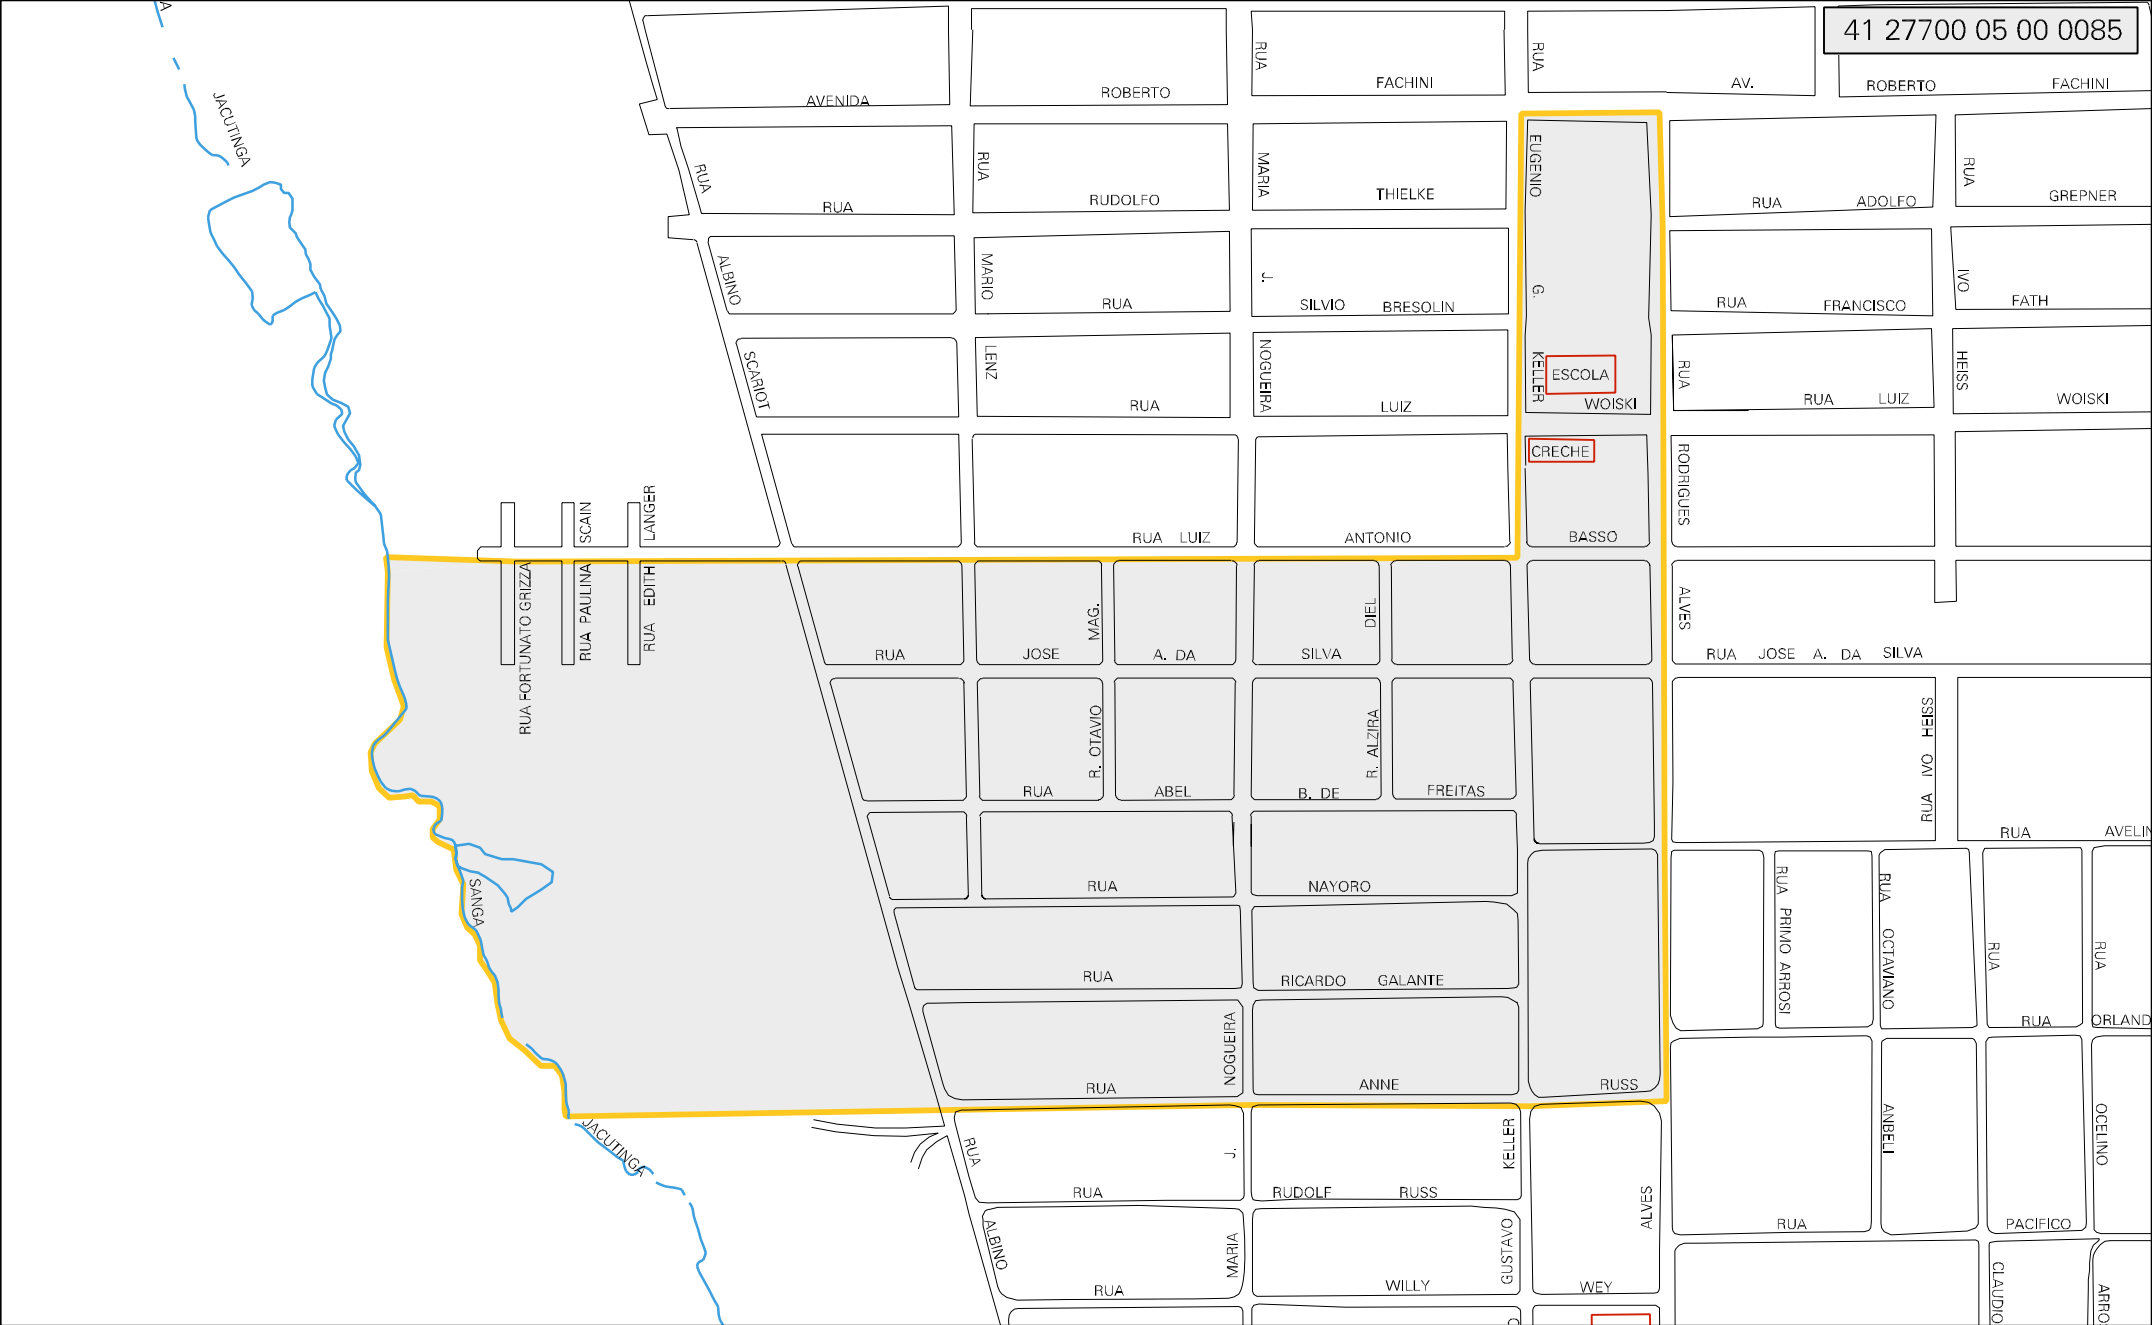 41 27700 05 00 0085
A
JACUTINGA
AVENIDA ROBERTO FACHINI AV. ROBERTO FACHINI
RUA
RUA
RUA RUDOLFO THIELKE RUA ADOLFO GREPNER
RUA
RUA
MARIA
EUGENIO
RUA
RUA SILVIO BRESOLIN RUA FRANCISCO FATH
ALBINO
MARIO
J.
G.
IVO
RUA LUIZ WOISKI RUA LUIZ WOISKI
SCARIOT
LENZ
NOGUEIRA
KELLER
ESCOLA
RUA
HEISS
CRECHE
RODRIGUES
RUA LUIZ ANTONIO BASSO
RUA FORTUNATO GRIZZA
RUA PAULINA SCAIN
RUA EDITH LANGER
MAG.
DIEL
ALVES
RUA JOSE A. DA SILVA RUA JOSE A. DA SILVA
R. OTAVIO
R. ALZIRA
RUA IVO HEISS
RUA ABEL B. DE FREITAS
RUA AVELIN
SANGA
RUA NAYORO
RUA PRIMO ARROSI
RUA OCTAVIANO
RUA
RUA
RUA RICARDO GALANTE
RUA ORLAND
NOGUEIRA
RUA ANNE RUSS
JACUTINGA
RUA
J.
KELLER
ANBELI
OCELINO
RUA RUDOLF RUSS
ALVES
RUA PACIFICO
ALBINO
MARIA
GUSTAVO
RUA WILLY WEY
CLAUDIO
ARRO